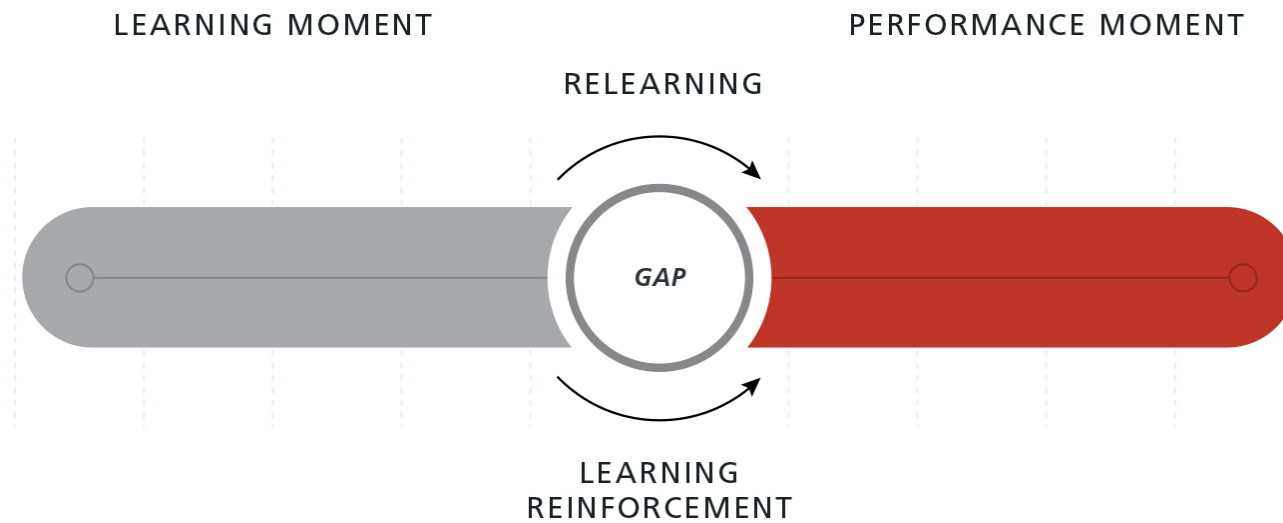 LEARNING MOMENT
PERFORMANCE MOMENT
RELEARNING
GAP
LEARNING
REINFORCEMENT